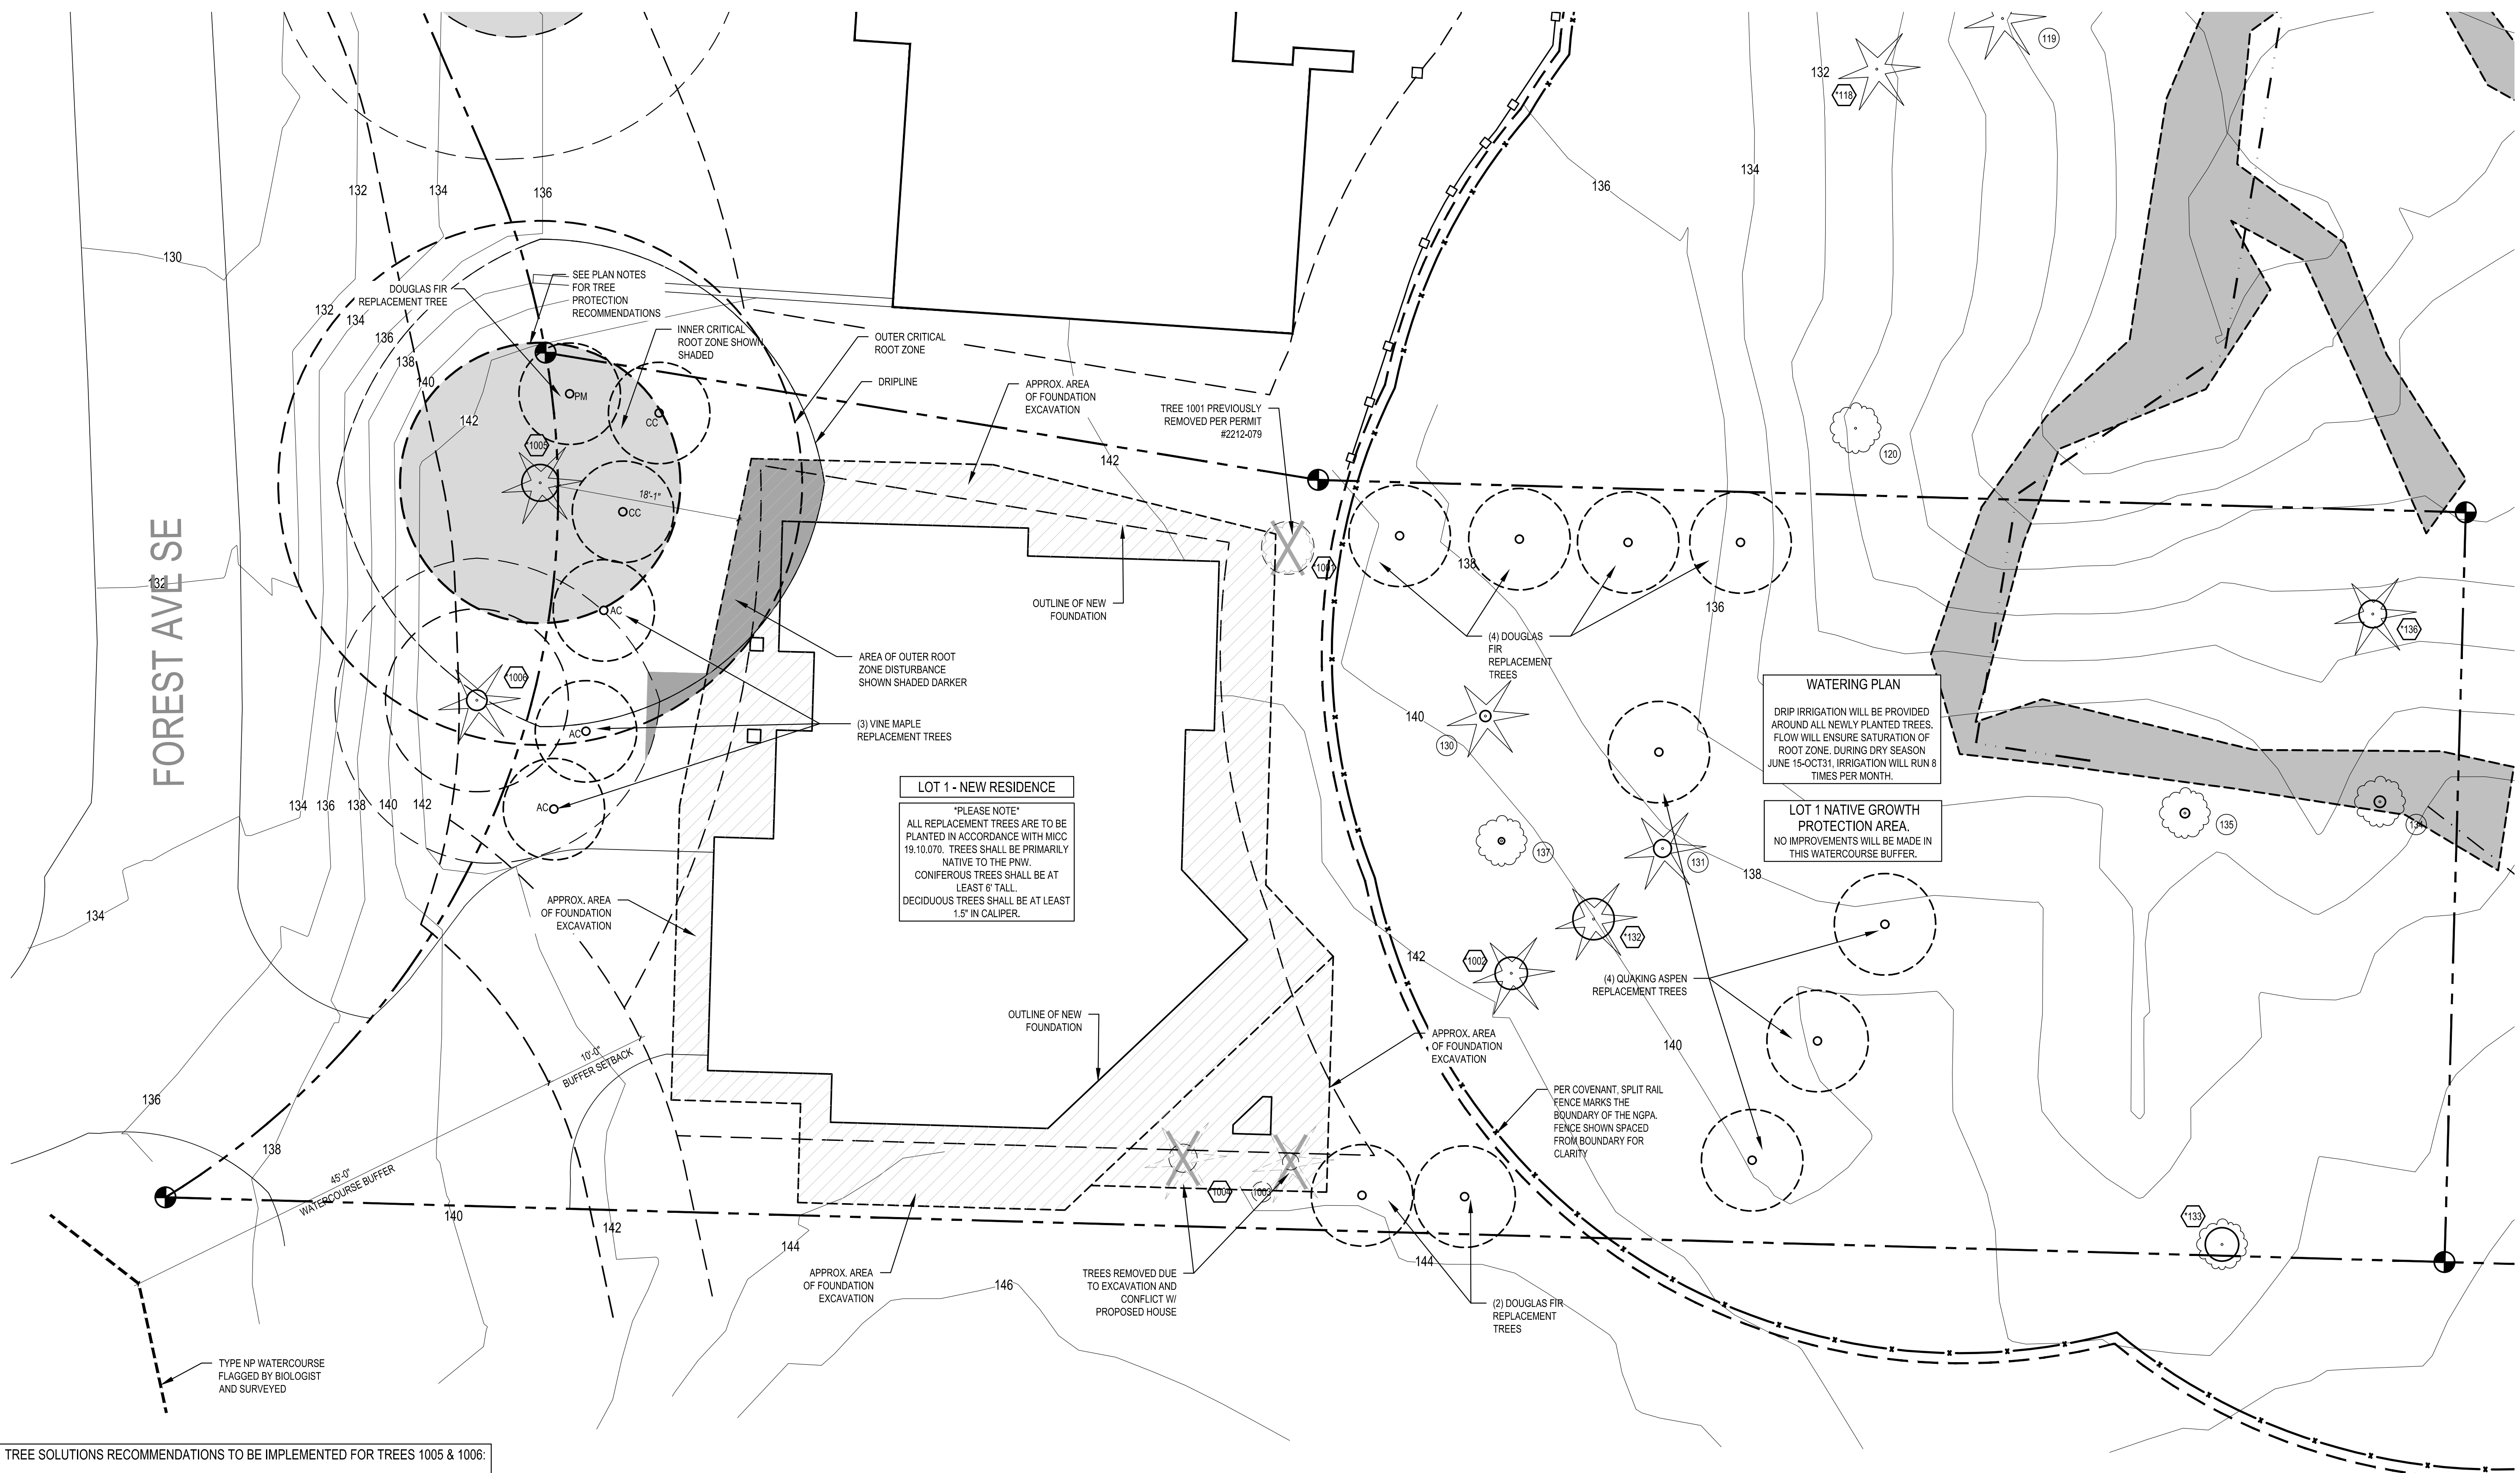 119
132
*118
136
134
132
134
136
130
SEE PLAN NOTES
FOR TREE
PROTECTION
RECOMMENDATIONS
DOUGLAS FIR
REPLACEMENT TREE
132
134
136
138
140
142
INNER CRITICAL
ROOT ZONE SHOWN
SHADED
OUTER CRITICAL
ROOT ZONE
DRIPLINE
APPROX. AREA
OF FOUNDATION
EXCAVATION
TREE 1001 PREVIOUSLY
REMOVED PER PERMIT
#2212-079
PM
CC
*1005
142
120
18'-1"
CC
FOREST AVE SE
132
1001
138
AC
OUTLINE OF NEW
FOUNDATION
136
*136
(4) DOUGLAS
FIR
REPLACEMENT
TREES
AREA OF OUTER ROOT
ZONE DISTURBANCE
SHOWN SHADED DARKER
*1006
WATERING PLAN
DRIP IRRIGATION WILL BE PROVIDED
AROUND ALL NEWLY PLANTED TREES.
FLOW WILL ENSURE SATURATION OF
ROOT ZONE. DURING DRY SEASON
JUNE 15-OCT31, IRRIGATION WILL RUN 8
TIMES PER MONTH.
140
130
AC
(3) VINE MAPLE
REPLACEMENT TREES
LOT 1 - NEW RESIDENCE
*PLEASE NOTE*
ALL REPLACEMENT TREES ARE TO BE
PLANTED IN ACCORDANCE WITH MICC
19.10.070. TREES SHALL BE PRIMARILY
NATIVE TO THE PNW.
CONIFEROUS TREES SHALL BE AT
LEAST 6' TALL.
DECIDUOUS TREES SHALL BE AT LEAST
1.5" IN CALIPER.
134
136
138
140
142
AC
LOT 1 NATIVE GROWTH
PROTECTION AREA.
NO IMPROVEMENTS WILL BE MADE IN
THIS WATERCOURSE BUFFER.
135
134
137
131
138
134
APPROX. AREA
OF FOUNDATION
EXCAVATION
*132
142
*1002
(4) QUAKING ASPEN
REPLACEMENT TREES
OUTLINE OF NEW
FOUNDATION
APPROX. AREA
OF FOUNDATION
EXCAVATION
140
10'-0"
BUFFER SETBACK
PER COVENANT, SPLIT RAIL
FENCE MARKS THE
BOUNDARY OF THE NGPA.
FENCE SHOWN SPACED
FROM BOUNDARY FOR
CLARITY
136
138
45'-0"
WATERCOURSE BUFFER
1004
1003
*133
140
142
144
144
APPROX. AREA
OF FOUNDATION
EXCAVATION
146
TREES REMOVED DUE
TO EXCAVATION AND
CONFLICT W/
PROPOSED HOUSE
(2) DOUGLAS FIR
REPLACEMENT
TREES
TYPE NP WATERCOURSE
FLAGGED BY BIOLOGIST
AND SURVEYED
TREE SOLUTIONS RECOMMENDATIONS TO BE IMPLEMENTED FOR TREES 1005 & 1006: